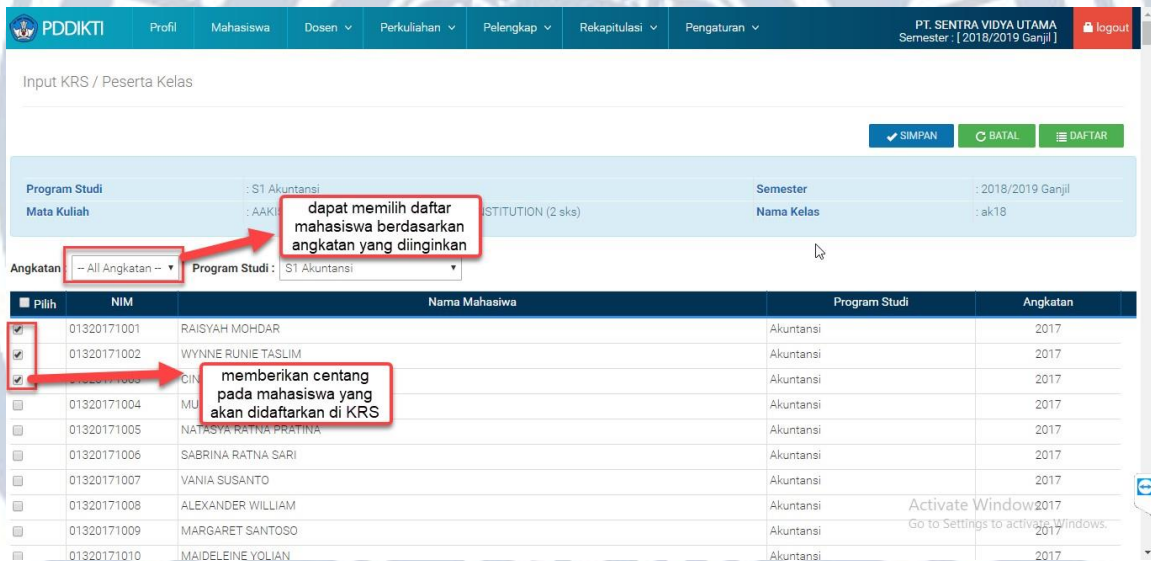 PDDIKTI Profil Mahasiswa Dosen Perkuliahan Pelengkap Rekapitulasi Pengaturan PT. SENTRA VIDYA UTAMA logout
Semester : [ 2018/2019 Ganjil ]
Input KRS / Peserta Kelas
SIMPAN BATAL DAFTAR
Program Studi : S1 Akuntansi Semester : 2018/2019 Ganjil
Mata Kuliah : (2 sks) Nama Kelas : ak18
dapat memilih daftar
mahasiswa berdasarkan
angkatan yang diinginkan
Angkatan : -- All Angkatan -- Program Studi : S1 Akuntansi
Pilih NIM Nama Mahasiwa Program Studi Angkatan
01320171001 RAISYAH MOHDAR Akuntansi 2017
01320171002 WYNNE RUNIE TASLIM Akuntansi 2017
Akuntansi 2017
memberikan centang
pada mahasiswa yang
akan didaftarkan di KRS
01320171004 Akuntansi 2017
01320171005 NATASYA RATNA PRATINA Akuntansi 2017
01320171006 SABRINA RATNA SARI Akuntansi 2017
01320171007 VANIA SUSANTO Akuntansi 2017
01320171008 ALEXANDER WILLIAM Akuntansi 2017
01320171009 MARGARET SANTOSO Akuntansi 2017
01320171010 MAIDELEINE YOLIAN Akuntansi 2017
Activate Windows
Go to Settings to activate Windows.